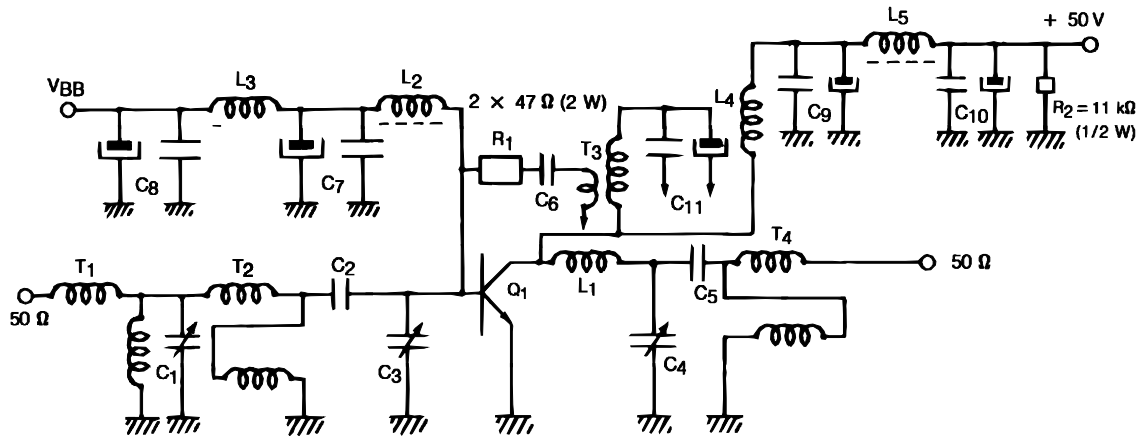 L5
+ 50 V
VBB
L3
L2
2 × 47 Ω (2 W)
L4
C9
C10
R2 = 11 kΩ
(1/2 W)
R1
T3
C8
C7
C6
C11
T1
T2
C2
T4
50 Ω
Q1
L1
C5
50 Ω
C1
C3
C4